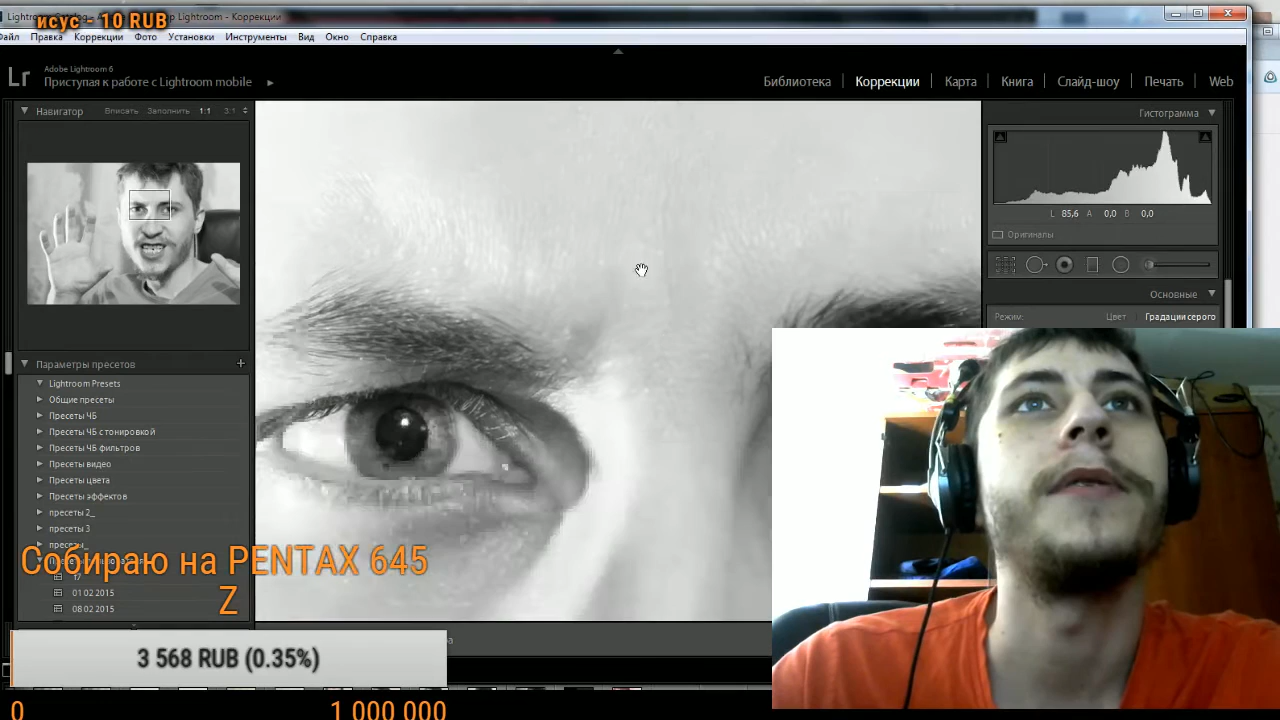 исус - 10 RUB
Lightroom - Коррекции
Правка Коррекции Фото Установки Инструменты Вид Окно Справка
Lr
Adobe Lightroom 6
Приступая к работе с Lightroom mobile
Библиотека Коррекции Карта Книга Слайд-шоу Печать Web
Навигатор Вписать Заполнить 1:1 3:1
Гистограмма
L 85,6 A 0,0 B 0,0
Оригиналы
Основные
Режим: Цвет Градации серого
Параметры пресетов
Lightroom Presets
Общие пресеты
Пресеты ЧБ
Пресеты ЧБ с тонировкой
Пресеты ЧБ фильтров
Пресеты видео
Пресеты цвета
Пресеты эффектов
пресеты 2_
пресеты 3
пресеты_
Собираю на PENTAX 645
Z
17
01 02 2015
08 02 2015
3 568 RUB (0.35%)
0 1 000 000